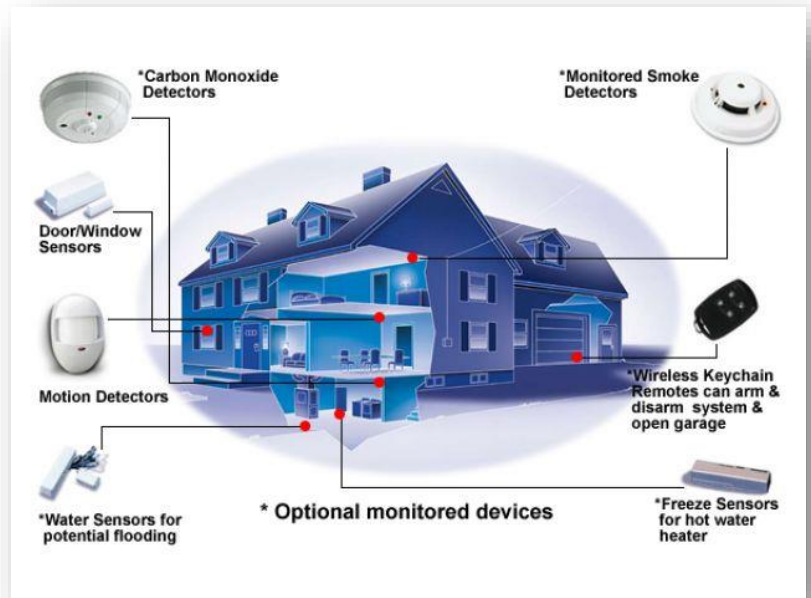 *Carbon Monoxide
Detectors
*Monitored Smoke
Detectors
Door/Window
Sensors
Motion Detectors
*Wireless Keychain
Remotes can arm &
disarm system &
open garage
*Water Sensors for
potential flooding
* Optional monitored devices
*Freeze Sensors
for hot water
heater